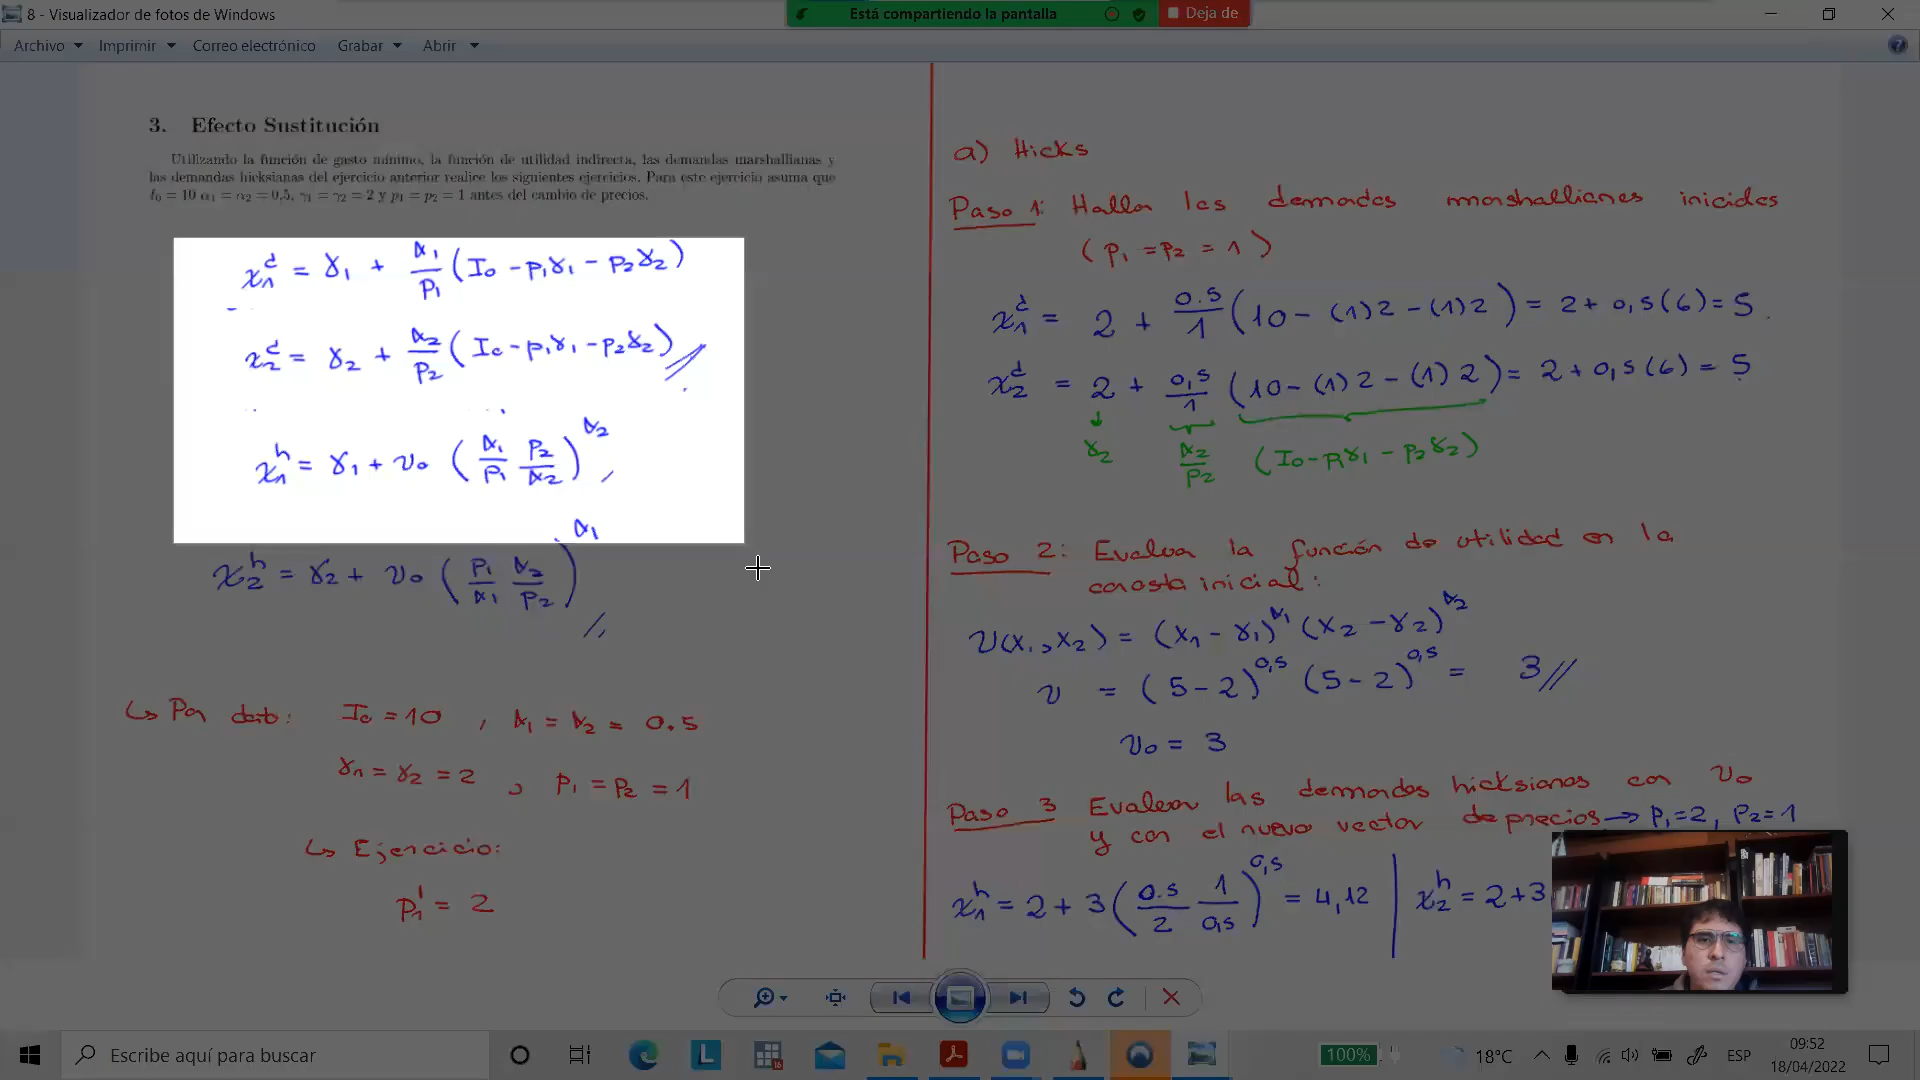 8 - Visualizador de fotos de Windows
Está compartiendo la pantalla
Deja de
Archivo Imprimir Correo electrónico Grabar Abrir
3. Efecto Sustitución
Utilizando la función de gasto mínimo, la función de utilidad indirecta, las demandas marshallianas y
las demandas hicksianas del ejercicio anterior realice los siguientes ejercicios. Para este ejercicio asuma que
I₀ = 10 α₁ = α₂ = 0,5, γ₁ = γ₂ = 2 y p₁ = p₂ = 1 antes del cambio de precios.
x₁ᵈ = γ₁ + α₁/p₁ (I₀ - p₁γ₁ - p₂γ₂)
x₂ᵈ = γ₂ + α₂/p₂ (I₀ - p₁γ₁ - p₂γ₂)
x₁ʰ = γ₁ + v₀ (α₁/p₁ p₂/α₂)^α₂
x₂ʰ = γ₂ + v₀ (p₁/α₁ α₂/p₂)^α₁
↳ Por dato: I₀ = 10 , α₁ = α₂ = 0.5
γ₁ = γ₂ = 2 , p₁ = p₂ = 1
↳ Ejercicio:
p₁' = 2
a) Hicks
Paso 1: Hallar las demandas marshallianas iniciales
(p₁ = p₂ = 1)
x₁ᵈ = 2 + 0.5/1 (10 - (1)2 - (1)2) = 2 + 0,5(6) = 5
x₂ᵈ = 2 + 0,5/1 (10 - (1)2 - (1)2) = 2 + 0,5(6) = 5
γ₂ α₂/p₂ (I₀ - p₁γ₁ - p₂γ₂)
Paso 2: Evaluar la función de utilidad en la
canasta inicial:
U(x₁, x₂) = (x₁ - γ₁)^α₁ (x₂ - γ₂)^α₂
v = (5 - 2)^0,5 (5 - 2)^0,5 = 3//
v₀ = 3
Paso 3 Evaluar las demandas hicksianas con v₀
y con el nuevo vector de precios → p₁=2, p₂=1
x₁ʰ = 2 + 3 (0.5/2 1/0,5)^0,5 = 4,12
x₂ʰ = 2+3
Escribe aquí para buscar
100%
18°C
ESP
09:52
18/04/2022